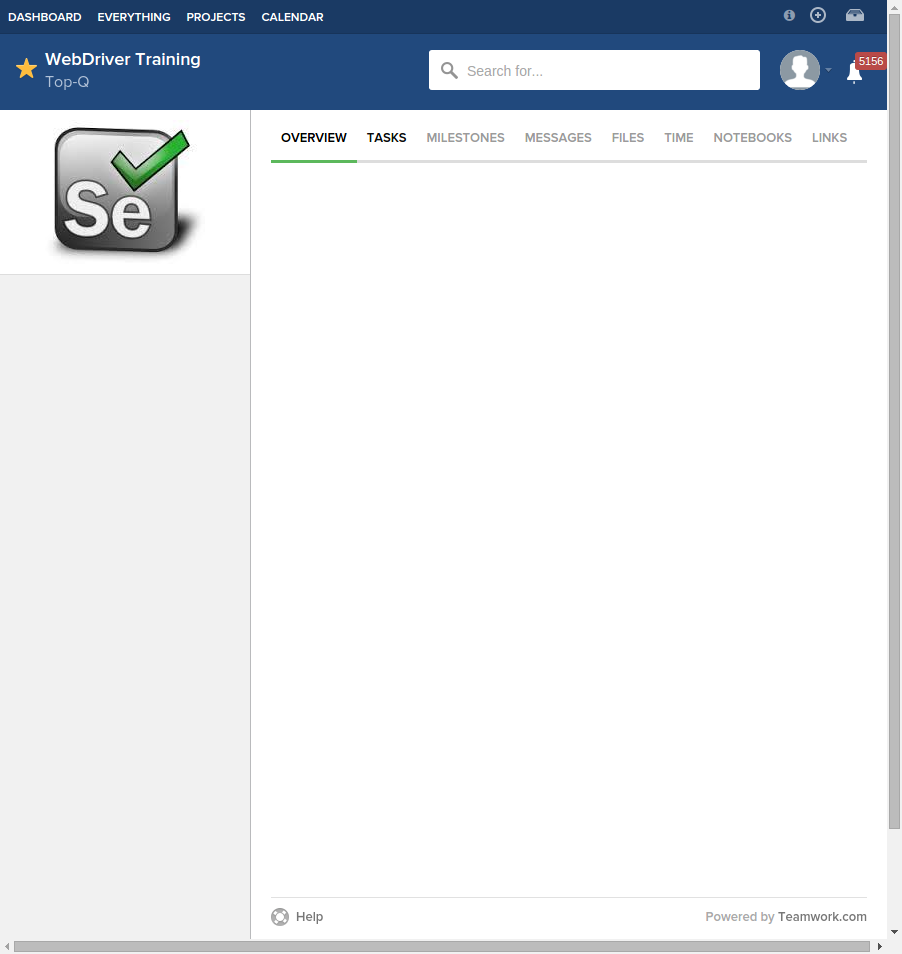 DASHBOARD EVERYTHING PROJECTS CALENDAR
WebDriver Training
Top-Q
Search for...
5156
Se
OVERVIEW TASKS MILESTONES MESSAGES FILES TIME NOTEBOOKS LINKS
Help
Powered by Teamwork.com